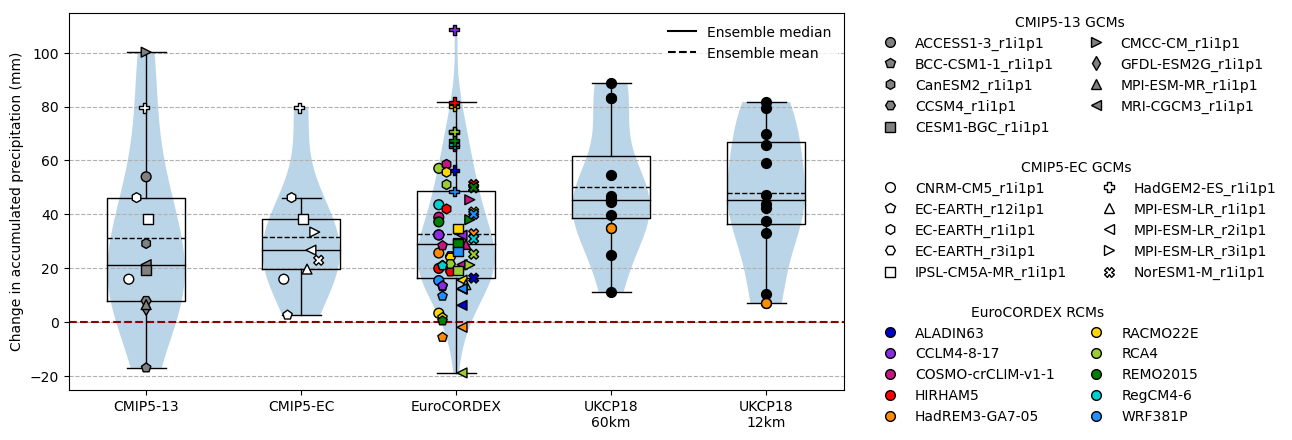 Change in accumulated precipitation (mm)
100
80
60
40
20
0
−20
Ensemble median
Ensemble mean
CMIP5-13
CMIP5-EC
EuroCORDEX
UKCP18
60km
UKCP18
12km
CMIP5-13 GCMs
ACCESS1-3_r1i1p1
BCC-CSM1-1_r1i1p1
CanESM2_r1i1p1
CCSM4_r1i1p1
CESM1-BGC_r1i1p1
CMCC-CM_r1i1p1
GFDL-ESM2G_r1i1p1
MPI-ESM-MR_r1i1p1
MRI-CGCM3_r1i1p1
CMIP5-EC GCMs
CNRM-CM5_r1i1p1
EC-EARTH_r12i1p1
EC-EARTH_r1i1p1
EC-EARTH_r3i1p1
IPSL-CM5A-MR_r1i1p1
HadGEM2-ES_r1i1p1
MPI-ESM-LR_r1i1p1
MPI-ESM-LR_r2i1p1
MPI-ESM-LR_r3i1p1
NorESM1-M_r1i1p1
EuroCORDEX RCMs
ALADIN63
CCLM4-8-17
COSMO-crCLIM-v1-1
HIRHAM5
HadREM3-GA7-05
RACMO22E
RCA4
REMO2015
RegCM4-6
WRF381P